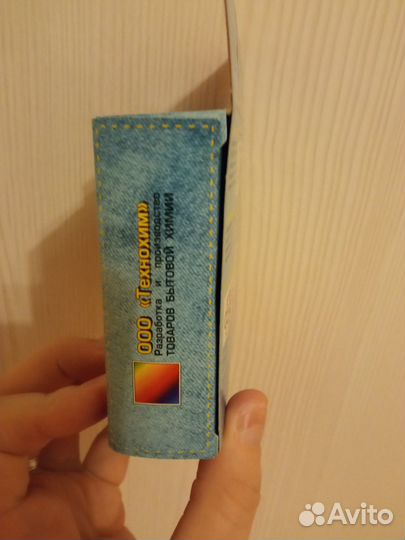 ООО «Технохим»
Разработка и производство
ТОВАРОВ БЫТОВОЙ ХИМИИ
Avito